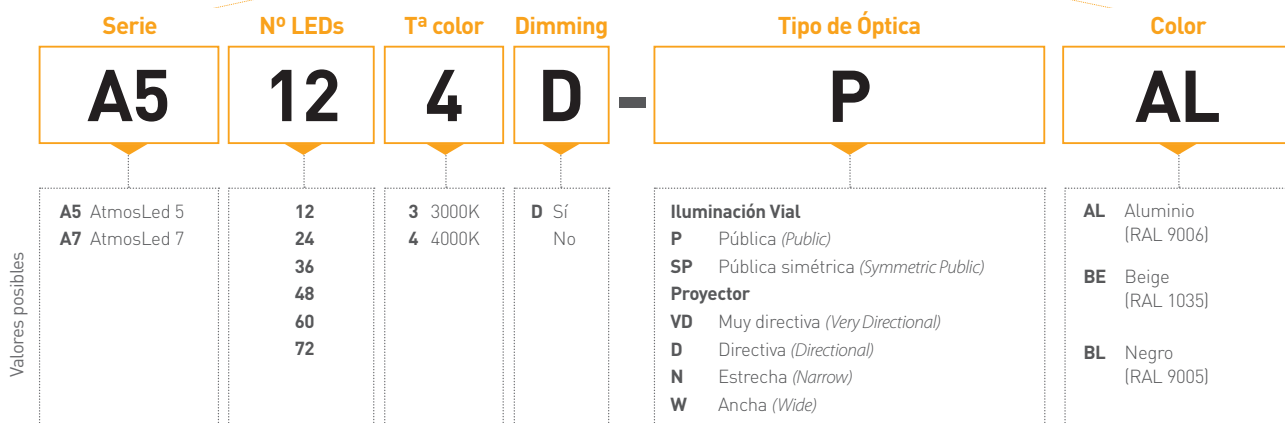 Serie
Nº LEDs
Tª color
Dimming
Tipo de Óptica
Color
A5
12
4
D
-
P
AL
Valores posibles
A5 AtmosLed 5
A7 AtmosLed 7
12
24
36
48
60
72
3 3000K
4 4000K
D Sí
No
Iluminación Vial
P Pública (Public)
SP Pública simétrica (Symmetric Public)
Proyector
VD Muy directiva (Very Directional)
D Directiva (Directional)
N Estrecha (Narrow)
W Ancha (Wide)
AL Aluminio
(RAL 9006)
BE Beige
(RAL 1035)
BL Negro
(RAL 9005)